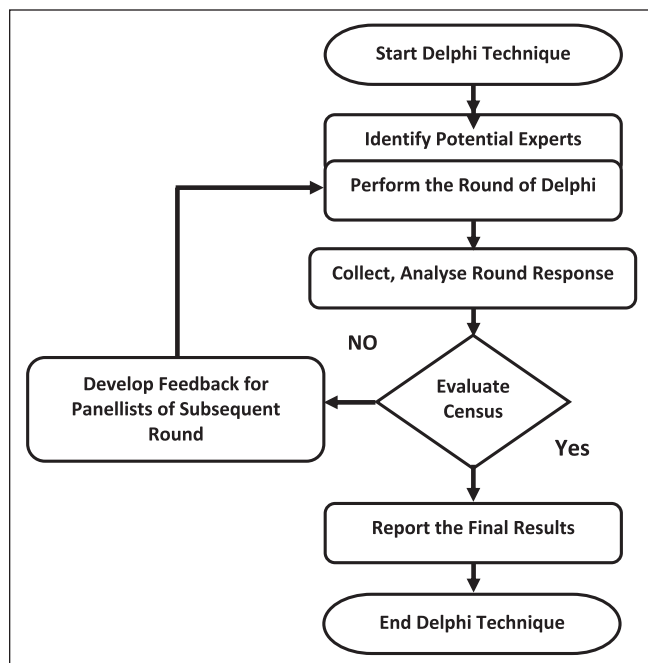 Start Delphi Technique
Identify Potential Experts
Perform the Round of Delphi
Collect, Analyse Round Response
NO
Evaluate
Census
Develop Feedback for
Panellists of Subsequent
Round
Yes
Report the Final Results
End Delphi Technique